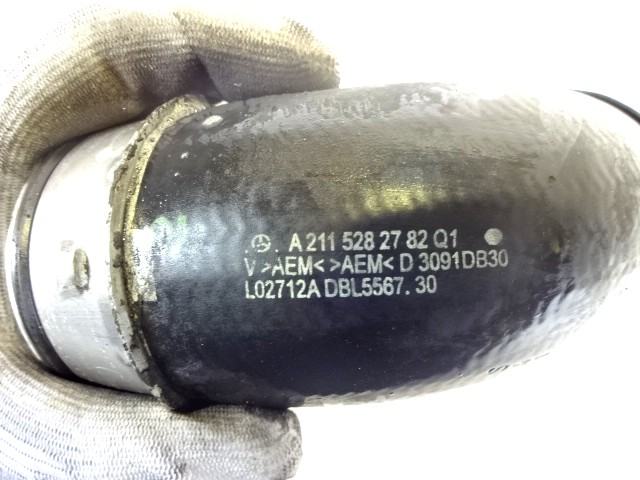 A 211 528 27 82 Q1
V >AEM< >AEM< D 3091DB30
L02712A DBL5567.30